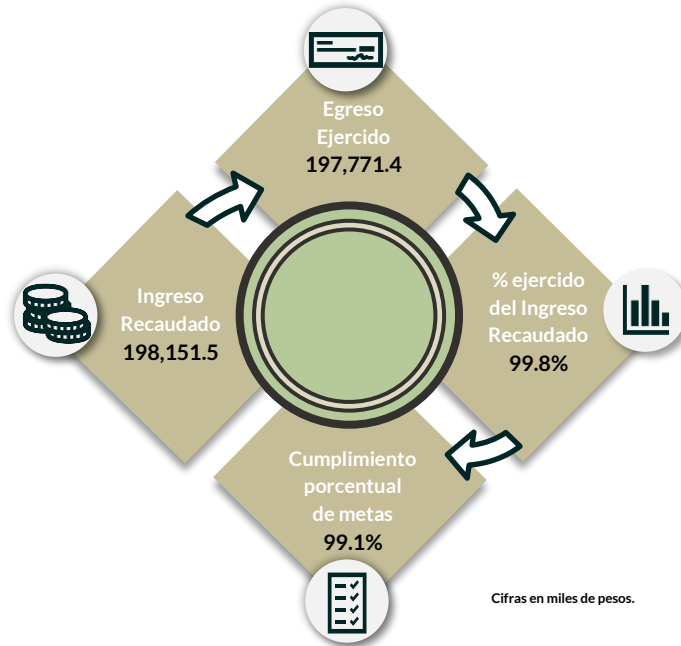 Egreso
Ejercido
197,771.4
Ingreso
Recaudado
198,151.5
% ejercido
del Ingreso
Recaudado
99.8%
Cumplimiento
porcentual
de metas
99.1%
Cifras en miles de pesos.